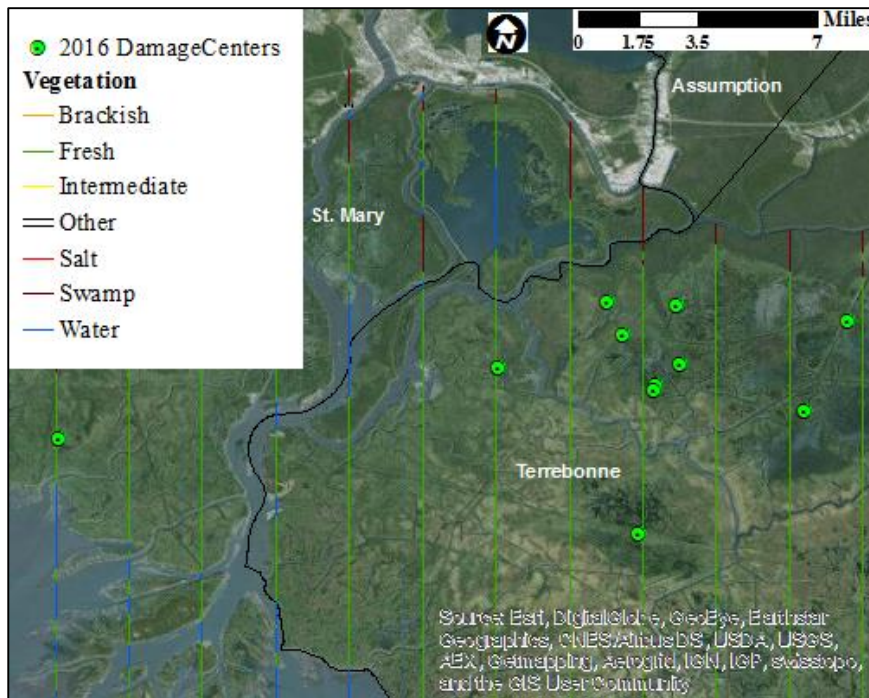 2016 DamageCenters
Vegetation
Brackish
Fresh
Intermediate
Other
Salt
Swamp
Water
N
Miles
0 1.75 3.5 7
Assumption
St. Mary
Terrebonne
Source: Esri, DigitalGlobe, GeoEye, Earthstar
Geographics, CNES/Airbus DS, USDA, USGS,
AEX, Getmapping, Aerogrid, IGN, IGP, swisstopo,
and the GIS User Community